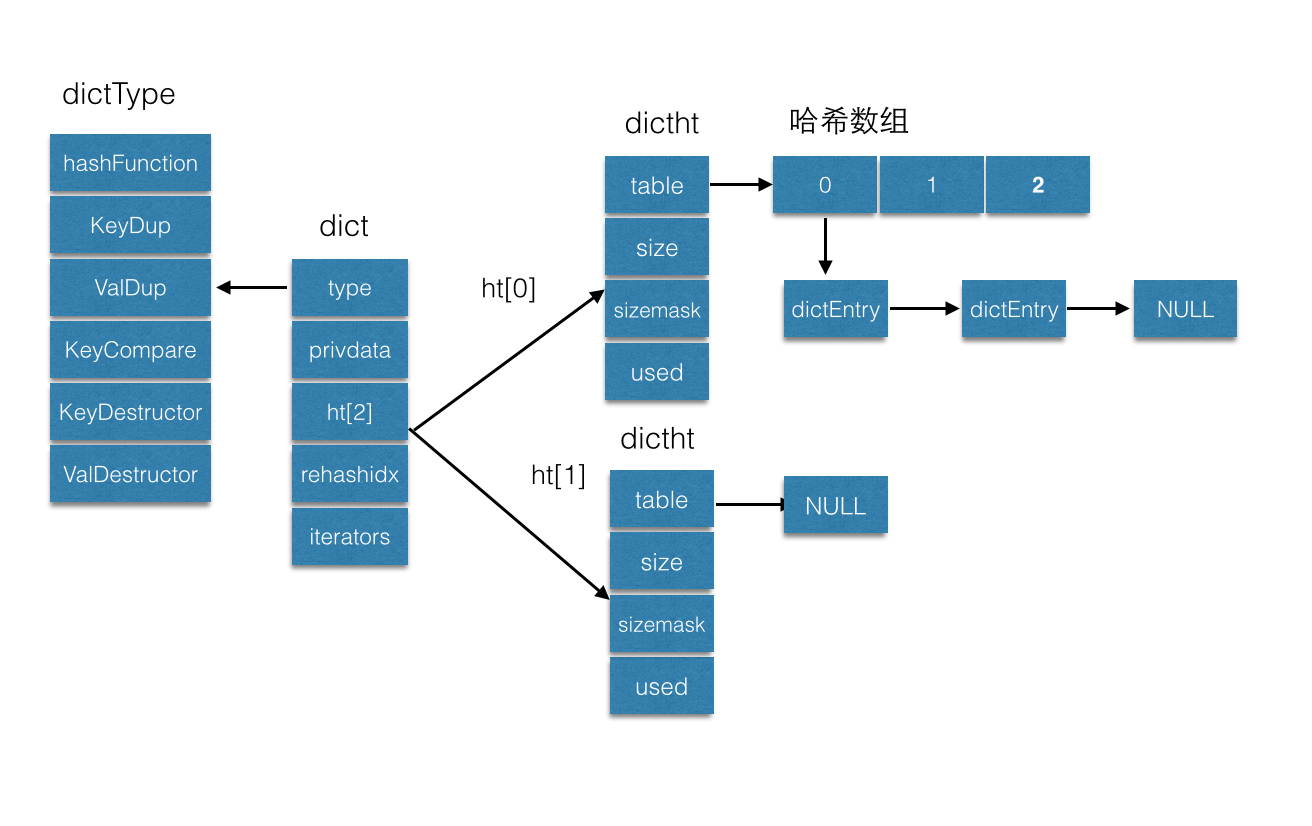 dictType
hashFunction
KeyDup
ValDup
KeyCompare
KeyDestructor
ValDestructor
dict
type
privdata
ht[2]
rehashidx
iterators
ht[0]
ht[1]
dictht
table
size
sizemask
used
哈希数组
0 1 2
dictEntry dictEntry NULL
dictht
table
size
sizemask
used
NULL